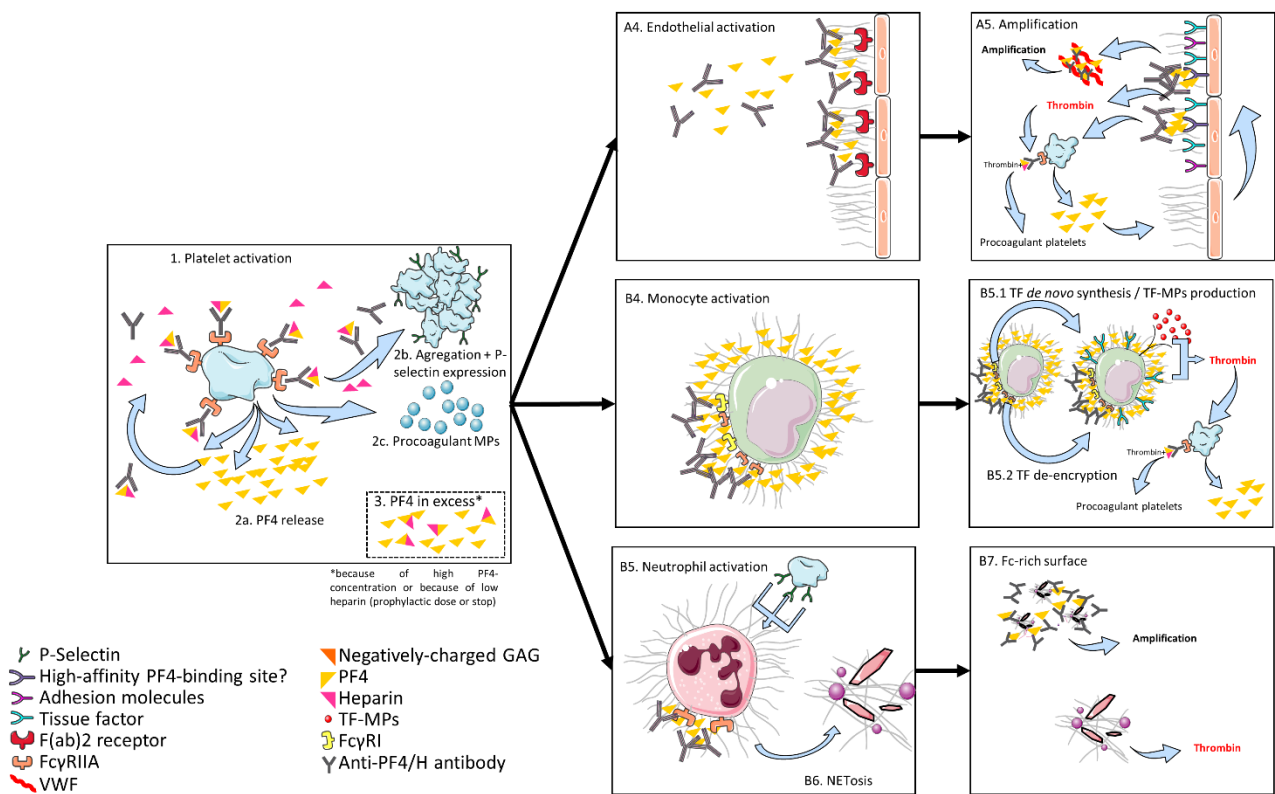 1. Platelet activation
2b. Agregation + P-
selectin expression
2c. Procoagulant MPs
2a. PF4 release
3. PF4 in excess*
*because of high PF4-
concentration or because of low
heparin (prophylactic dose or stop)
A4. Endothelial activation
A5. Amplification
Amplification
Thrombin
Thrombin+
Procoagulant platelets
B4. Monocyte activation
B5.1 TF de novo synthesis / TF-MPs production
Thrombin
Thrombin+
B5.2 TF de-encryption
Procoagulant platelets
B5. Neutrophil activation
B6. NETosis
B7. Fc-rich surface
Amplification
Thrombin
P-Selectin
High-affinity PF4-binding site?
Adhesion molecules
Tissue factor
F(ab)2 receptor
FcγRIIA
VWF
Negatively-charged GAG
PF4
Heparin
TF-MPs
FcγRI
Anti-PF4/H antibody